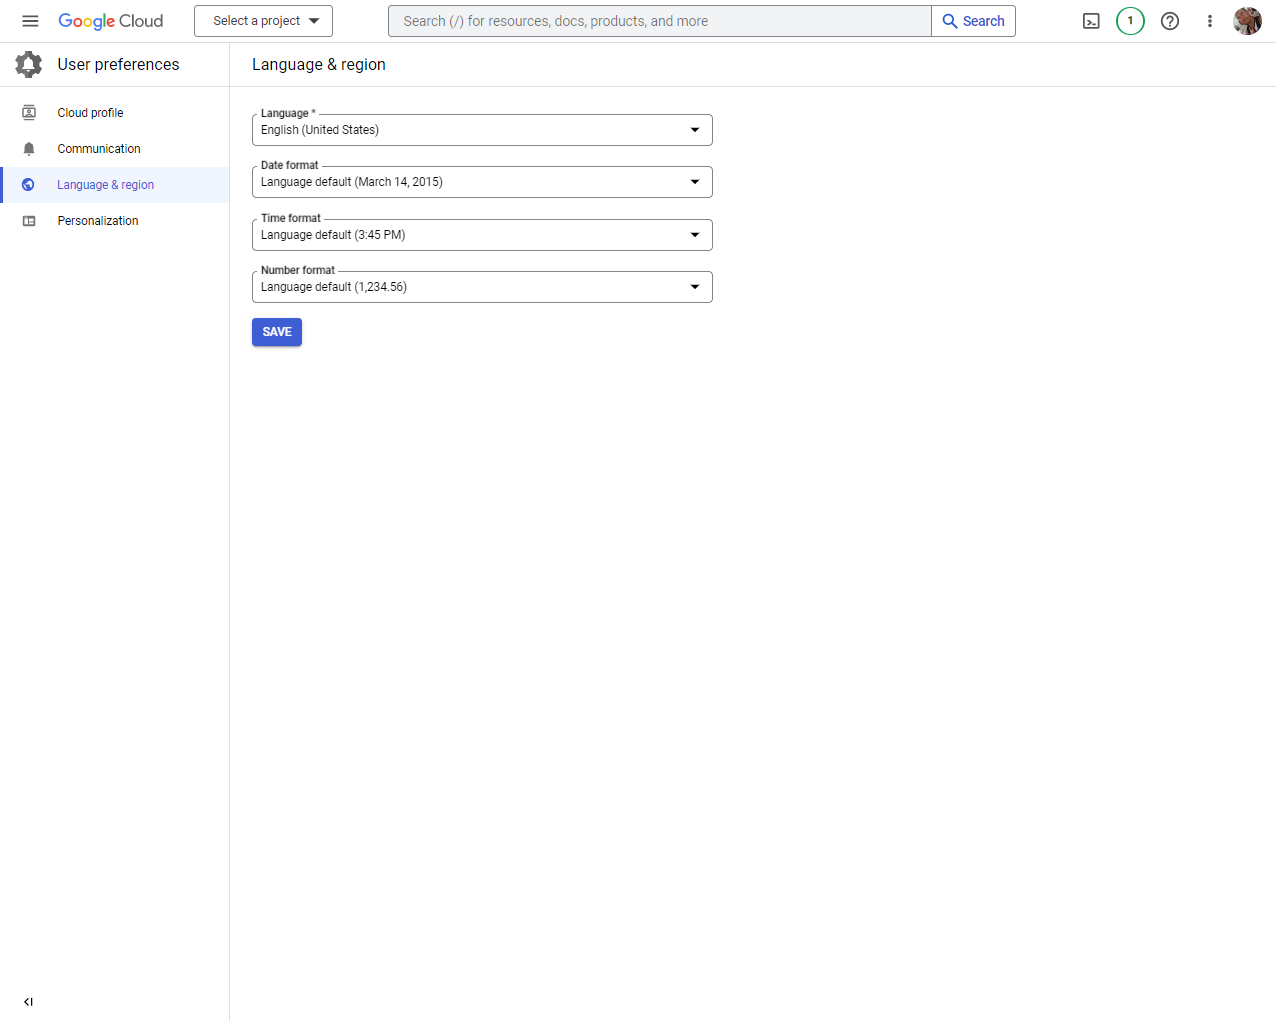 Google Cloud
Select a project
Search (/) for resources, docs, products, and more
Search
1
User preferences
Language & region
Cloud profile
Communication
Language & region
Personalization
Language *
English (United States)
Date format
Language default (March 14, 2015)
Time format
Language default (3:45 PM)
Number format
Language default (1,234.56)
SAVE